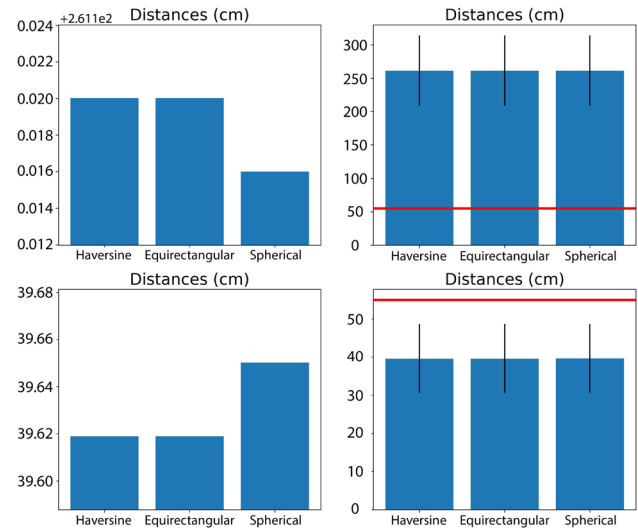 Distances (cm)
+2.611e2
0.024
0.022
0.020
0.018
0.016
0.014
0.012
Haversine Equirectangular Spherical
Distances (cm)
300
250
200
150
100
50
0
Haversine Equirectangular Spherical
Distances (cm)
39.68
39.66
39.64
39.62
39.60
Haversine Equirectangular Spherical
Distances (cm)
50
40
30
20
10
0
Haversine Equirectangular Spherical